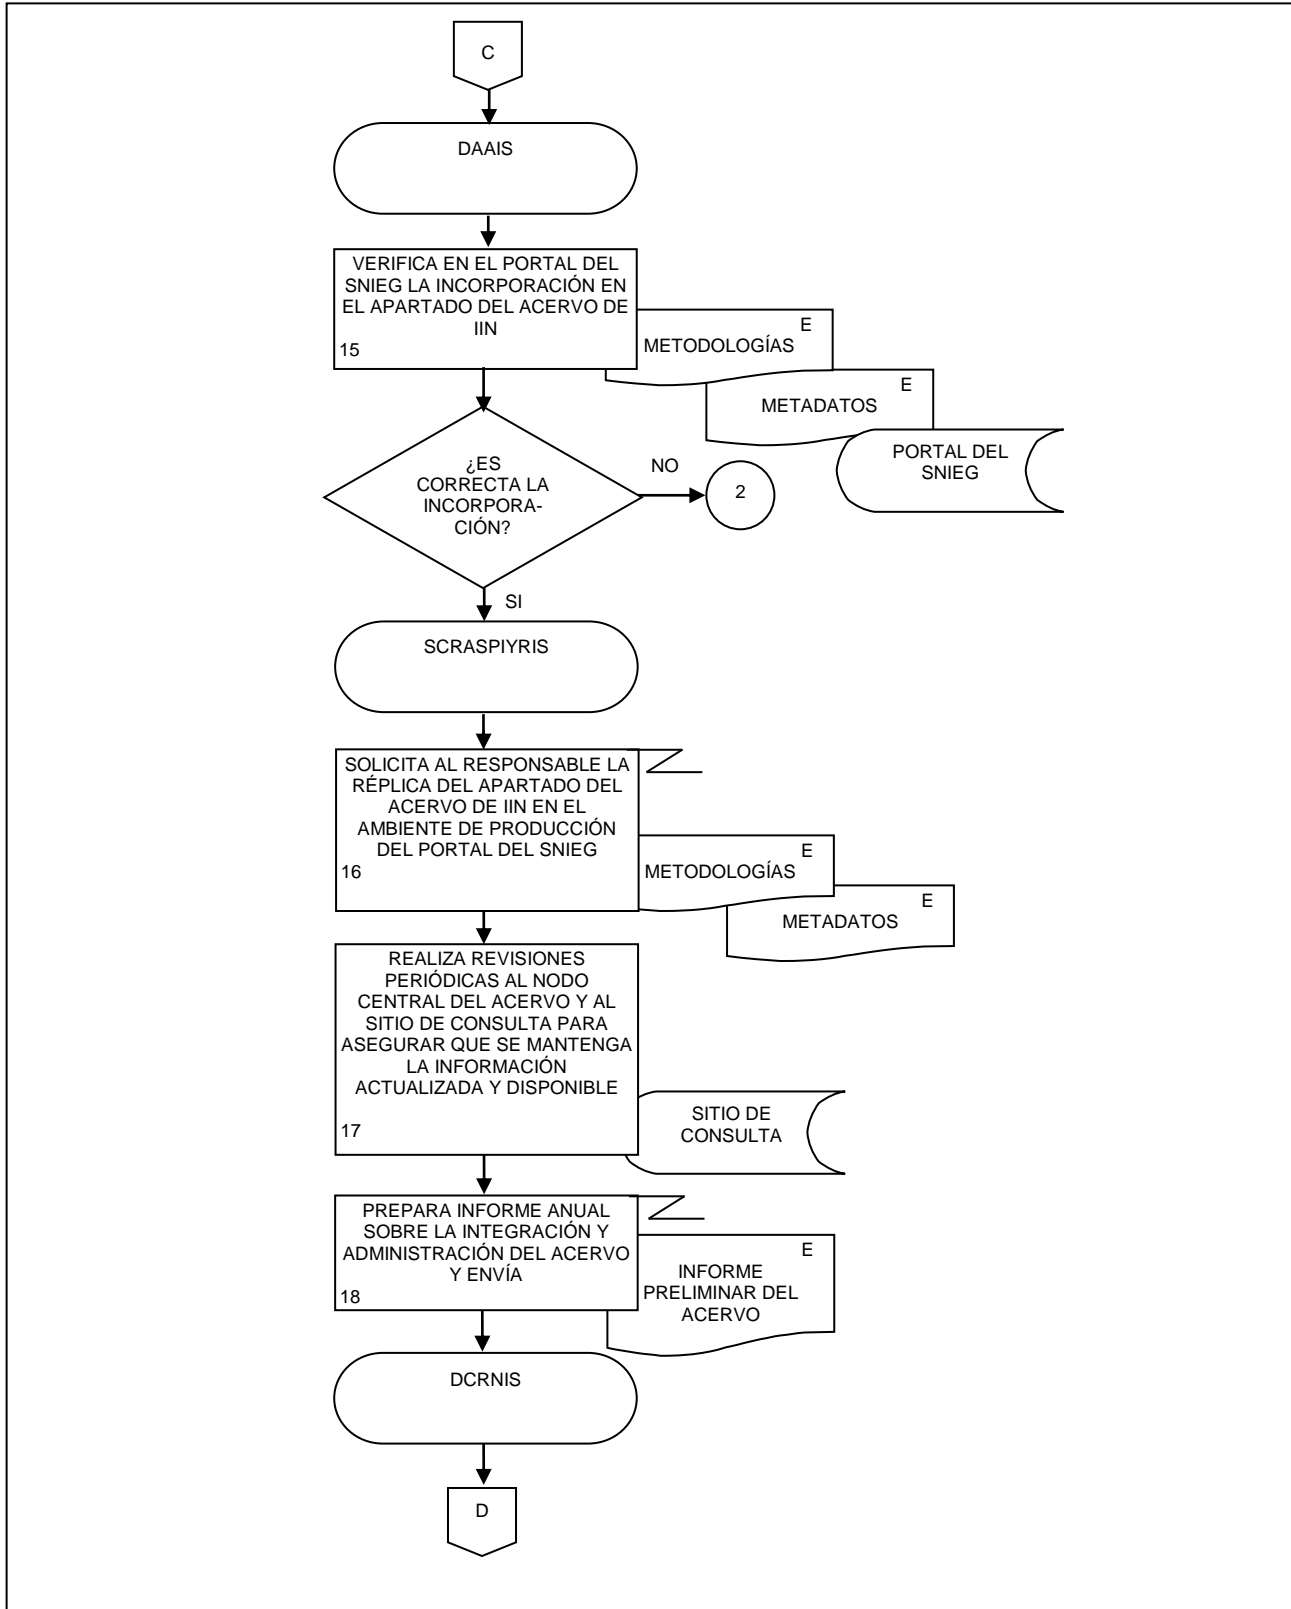 C
DAAIS
VERIFICA EN EL PORTAL DEL
SNIEG LA INCORPORACIÓN EN
EL APARTADO DEL ACERVO DE
IIN
15
E
METODOLOGÍAS
E
METADATOS
PORTAL DEL
SNIEG
¿ES
CORRECTA LA
INCORPORA-
CIÓN?
NO
2
SI
SCRASPIYRIS
SOLICITA AL RESPONSABLE LA
RÉPLICA DEL APARTADO DEL
ACERVO DE IIN EN EL
AMBIENTE DE PRODUCCIÓN
DEL PORTAL DEL SNIEG
16
E
METODOLOGÍAS
E
METADATOS
REALIZA REVISIONES
PERIÓDICAS AL NODO
CENTRAL DEL ACERVO Y AL
SITIO DE CONSULTA PARA
ASEGURAR QUE SE MANTENGA
LA INFORMACIÓN
ACTUALIZADA Y DISPONIBLE
17
SITIO DE
CONSULTA
PREPARA INFORME ANUAL
SOBRE LA INTEGRACIÓN Y
ADMINISTRACIÓN DEL ACERVO
Y ENVÍA
18
E
INFORME
PRELIMINAR DEL
ACERVO
DCRNIS
D